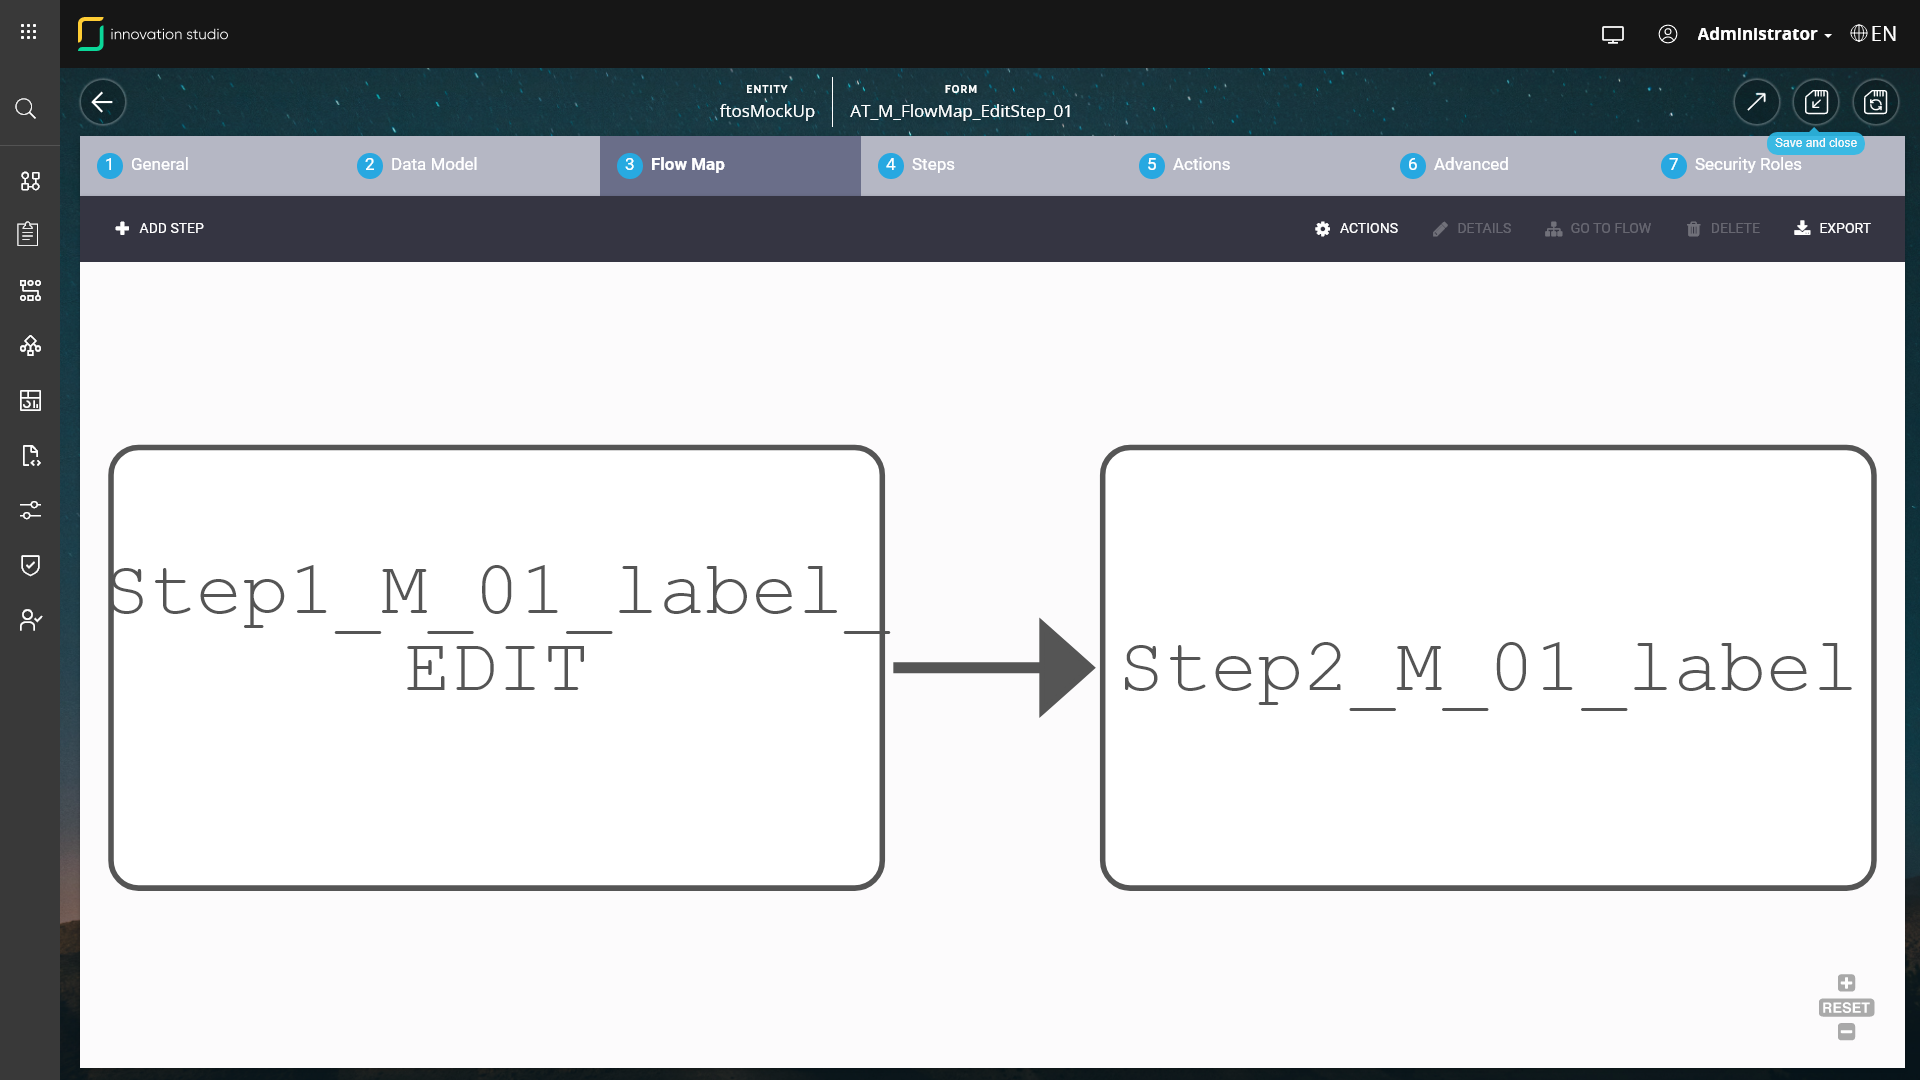 innovation studio
Administrator
EN
ENTITY
ftosMockUp
FORM
AT_M_FlowMap_EditStep_01
Save and close
1 General
2 Data Model
3 Flow Map
4 Steps
5 Actions
6 Advanced
7 Security Roles
ADD STEP
ACTIONS
DETAILS
GO TO FLOW
DELETE
EXPORT
Step1_M_01_label_
EDIT
Step2_M_01_label
RESET